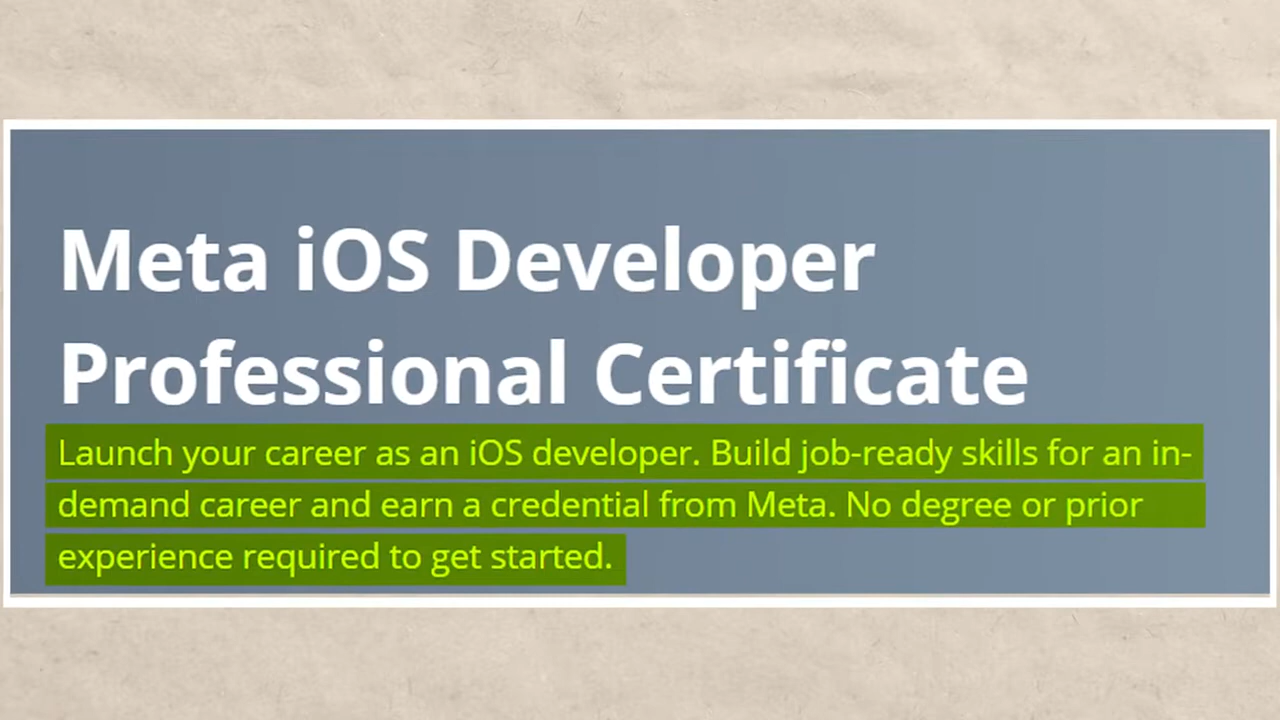 Meta iOS Developer
Professional Certificate
Launch your career as an iOS developer. Build job-ready skills for an in-
demand career and earn a credential from Meta. No degree or prior
experience required to get started.